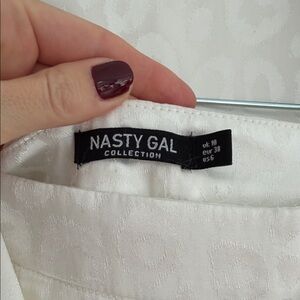 NASTY GAL
COLLECTION
uk 10
eur 38
us 6